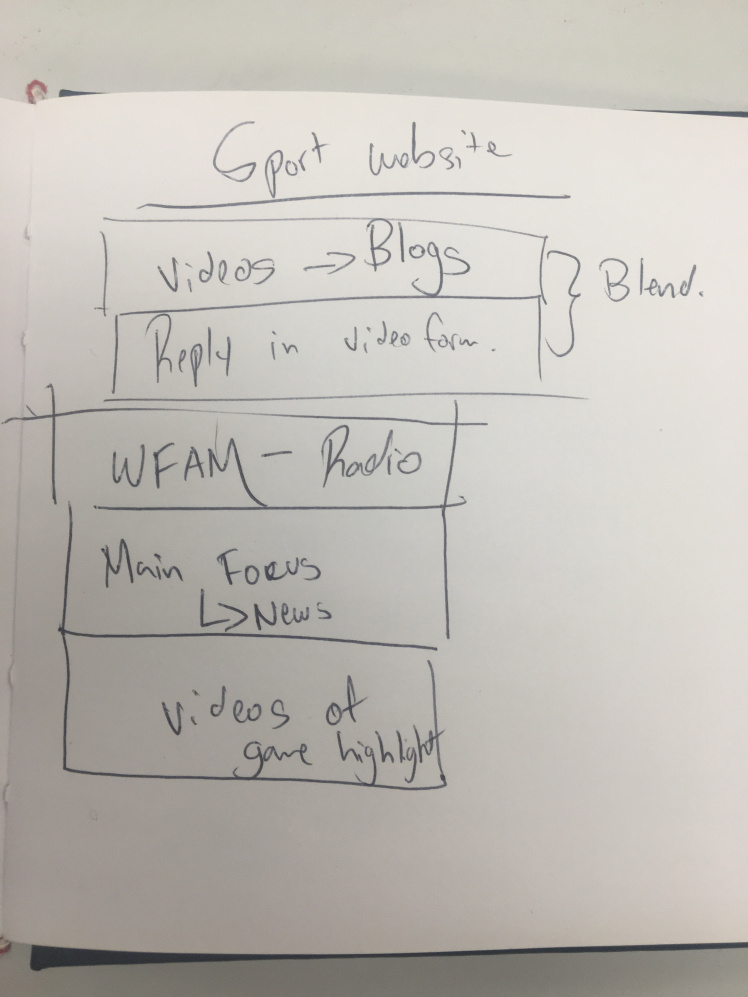 Sport website
Videos → Blogs
Reply in video form.
Blend.
WFAM - Radio
Main Focus
↳ News
Videos of
game highlight